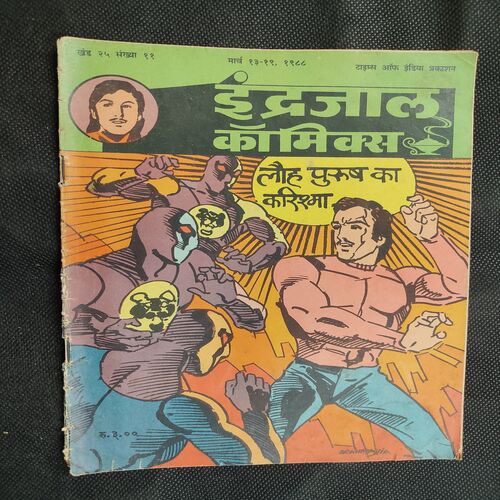 खंड २५ संख्या ११
मार्च १३-१९, १९८८
टाइम्स ऑफ इंडिया प्रकाशन
इंद्रजाल
कॉमिक्स
लौह पुरुष का
करिश्मा
रु.३.००